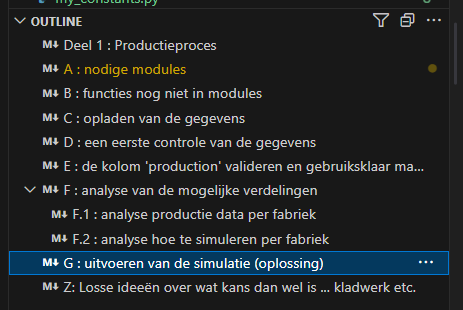 my_constants.py
OUTLINE
M↓ Deel 1 : Productieproces
M↓ A : nodige modules
M↓ B : functies nog niet in modules
M↓ C : opladen van de gegevens
M↓ D : een eerste controle van de gegevens
M↓ E : de kolom 'production' valideren en gebruiksklaar ma...
M↓ F : analyse van de mogelijke verdelingen
M↓ F.1 : analyse productie data per fabriek
M↓ F.2 : analyse hoe te simuleren per fabriek
M↓ G : uitvoeren van de simulatie (oplossing)
M↓ Z: Losse ideeën over wat kans dan wel is ... kladwerk etc.